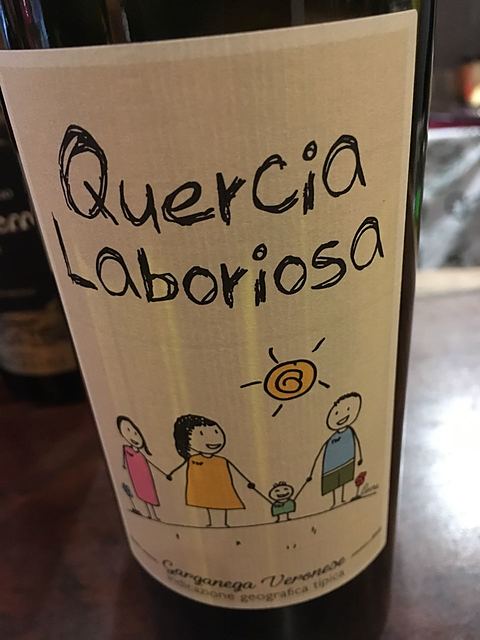 Quercia
Laboriosa
Garganega Veronese
indicazione geografica tipica